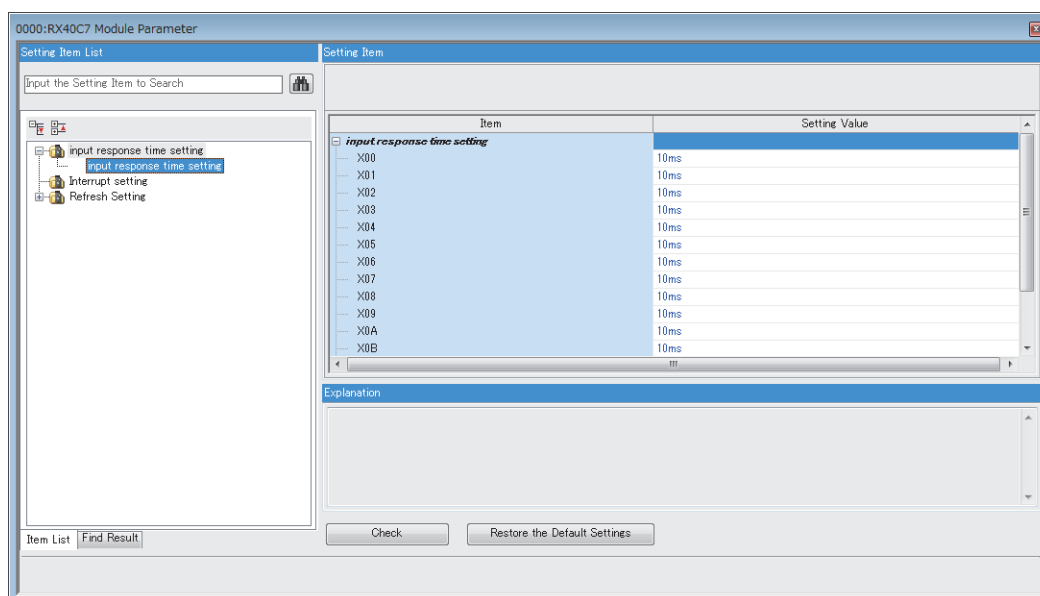 0000:RX40C7 Module Parameter
Setting Item List
Input the Setting Item to Search
input response time setting
input response time setting
Interrupt setting
Refresh Setting
Item List Find Result
Setting Item
Item Setting Value
input response time setting
X00 10ms
X01 10ms
X02 10ms
X03 10ms
X04 10ms
X05 10ms
X06 10ms
X07 10ms
X08 10ms
X09 10ms
X0A 10ms
X0B 10ms
Explanation
Check Restore the Default Settings